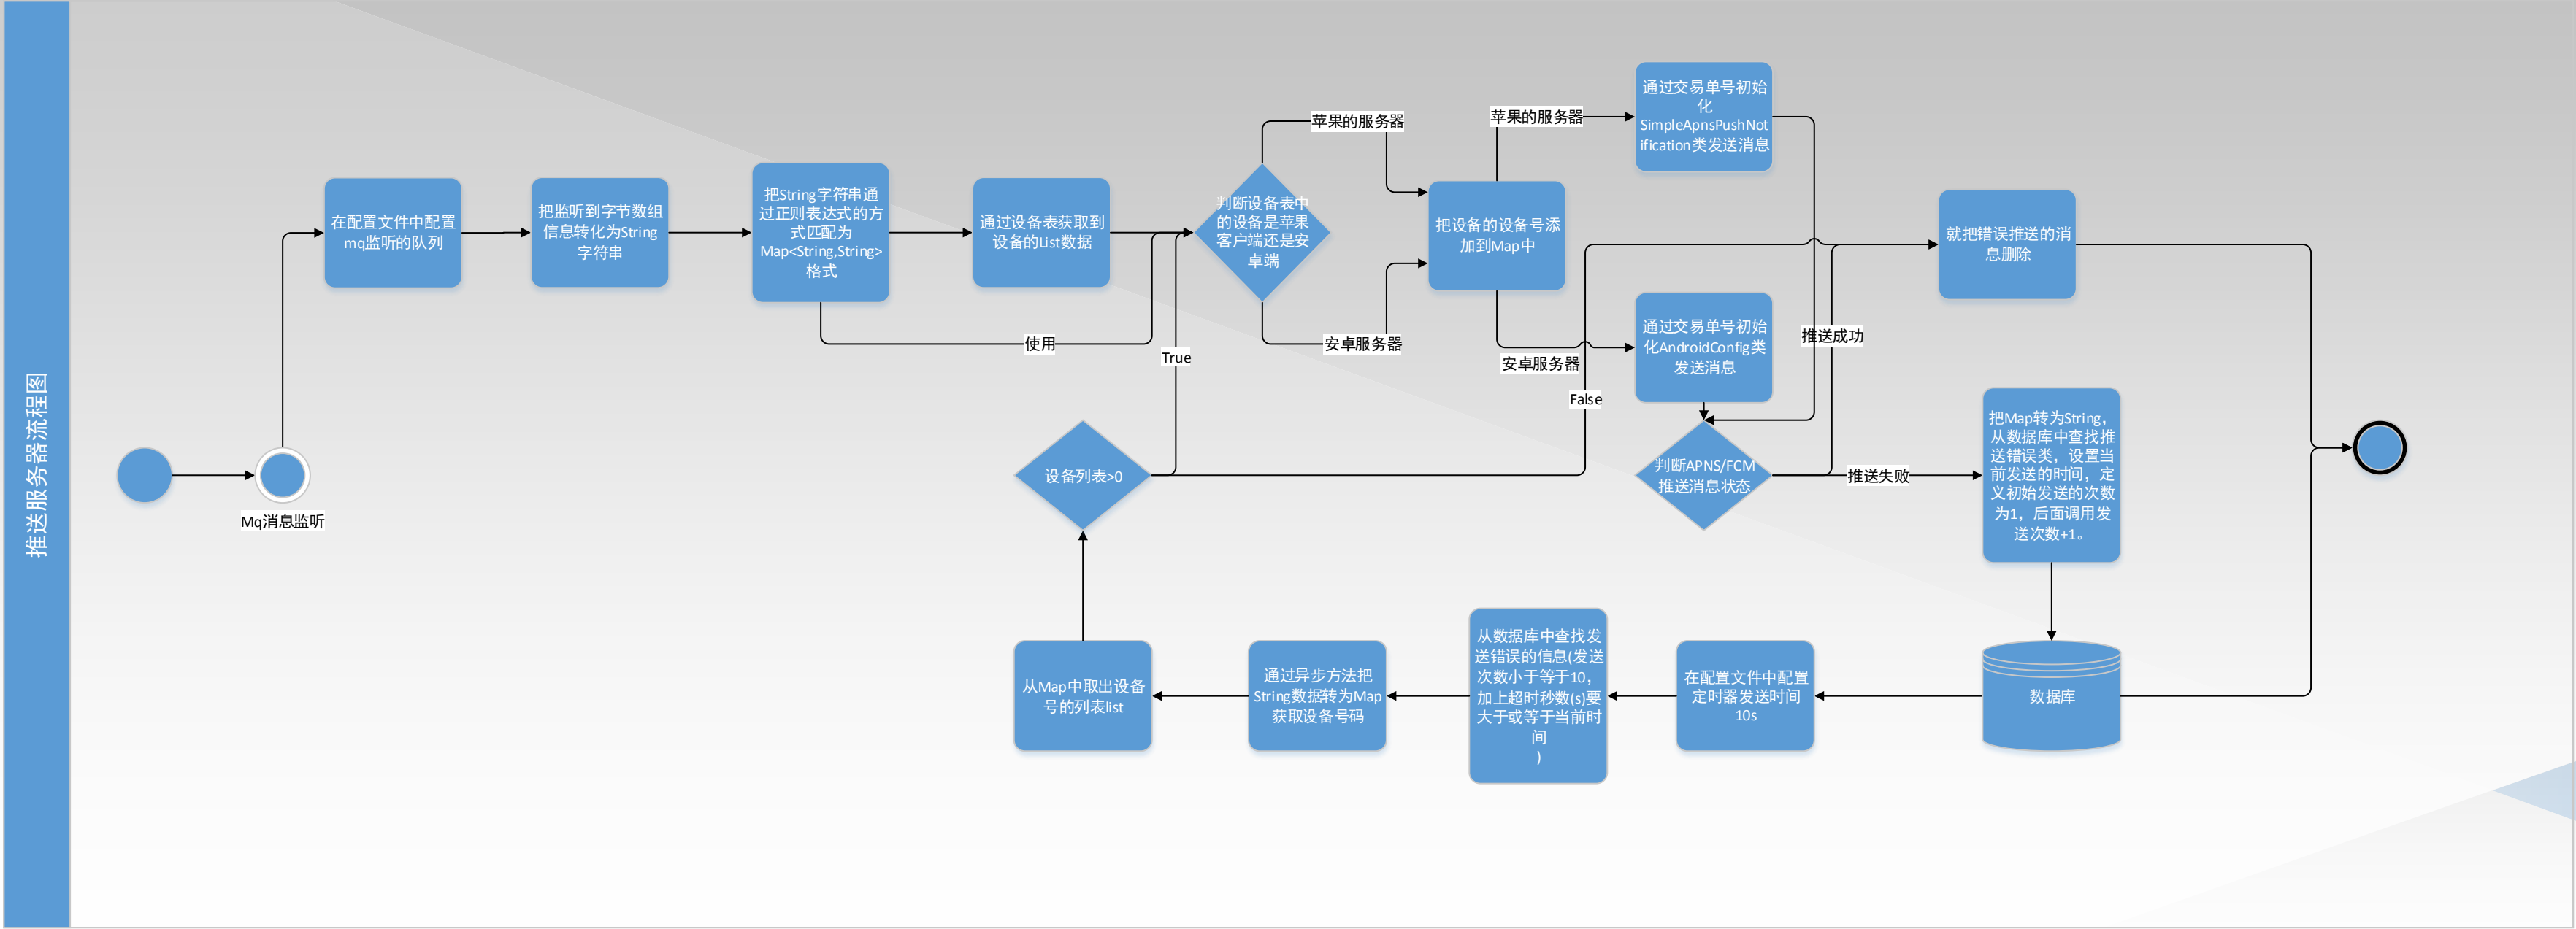 推送服务器流程图
Mq消息监听
在配置文件中配置
mq监听的队列
把监听到字节数组
信息转化为String
字符串
把String字符串通
过正则表达式的方
式匹配为
Map<String,String>
格式
使用
通过设备表获取到
设备的List数据
True
判断设备表中
的设备是苹果
客户端还是安
卓端
苹果的服务器
安卓服务器
把设备的设备号添
加到Map中
苹果的服务器
安卓服务器
False
通过交易单号初始
化
SimpleApnsPushNot
ification类发送消息
通过交易单号初始
化AndroidConfig类
发送消息
推送成功
就把错误推送的消
息删除
设备列表>0
判断APNS/FCM
推送消息状态
推送失败
把Map转为String，
从数据库中查找推
送错误类，设置当
前发送的时间，定
义初始发送的次数
为1，后面调用发
送次数+1。
从Map中取出设备
号的列表list
通过异步方法把
String数据转为Map
获取设备号码
从数据库中查找发
送错误的信息(发送
次数小于等于10，
加上超时秒数(s)要
大于或等于当前时
间
)
在配置文件中配置
定时器发送时间
10s
数据库